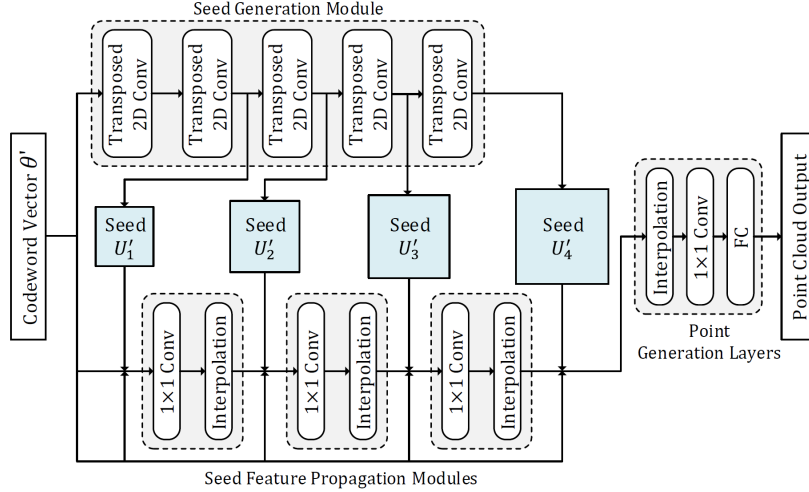 Seed Generation Module
Transposed
2D Conv
Transposed
2D Conv
Transposed
2D Conv
Transposed
2D Conv
Transposed
2D Conv
Codeword Vector θ'
Seed
U′₁
Seed
U′₂
Seed
U′₃
Seed
U′₄
Interpolation
1×1 Conv
FC
Point Cloud Output
Point
Generation Layers
1×1 Conv
Interpolation
1×1 Conv
Interpolation
1×1 Conv
Interpolation
Seed Feature Propagation Modules